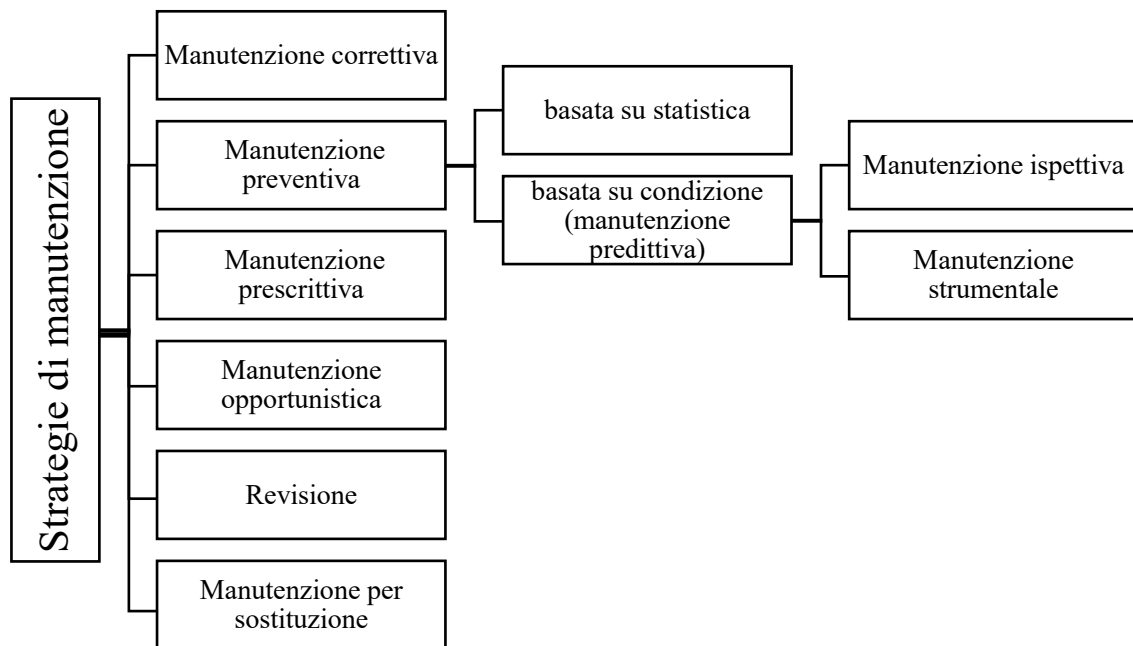 Strategie di manutenzione
Manutenzione correttiva
Manutenzione
preventiva
basata su statistica
basata su condizione
(manutenzione
predittiva)
Manutenzione ispettiva
Manutenzione
strumentale
Manutenzione
prescrittiva
Manutenzione
opportunistica
Revisione
Manutenzione per
sostituzione